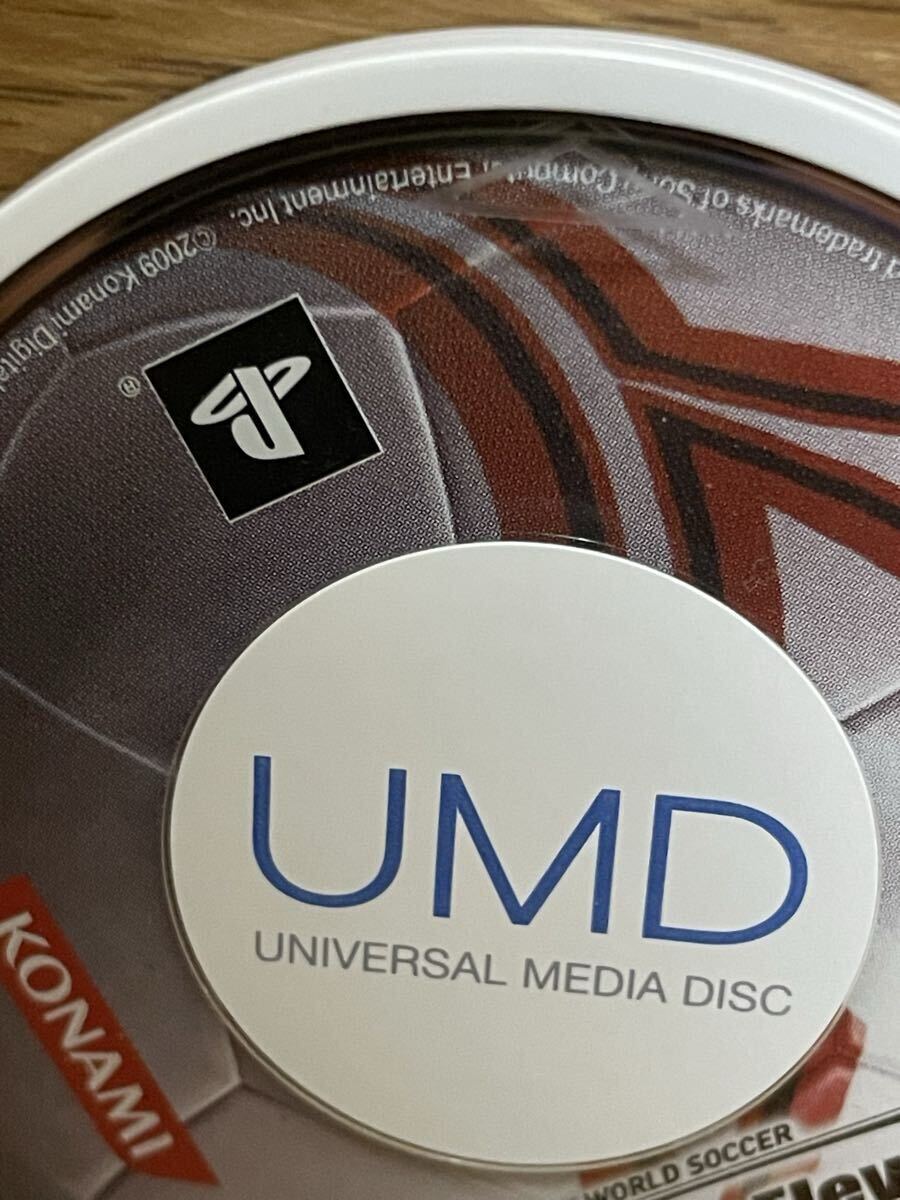 d trademarks of Sony Computer Entertainment Inc.
©2009 Konami Digital
®
UMD
UNIVERSAL MEDIA DISC
KONAMI
WORLD SOCCER